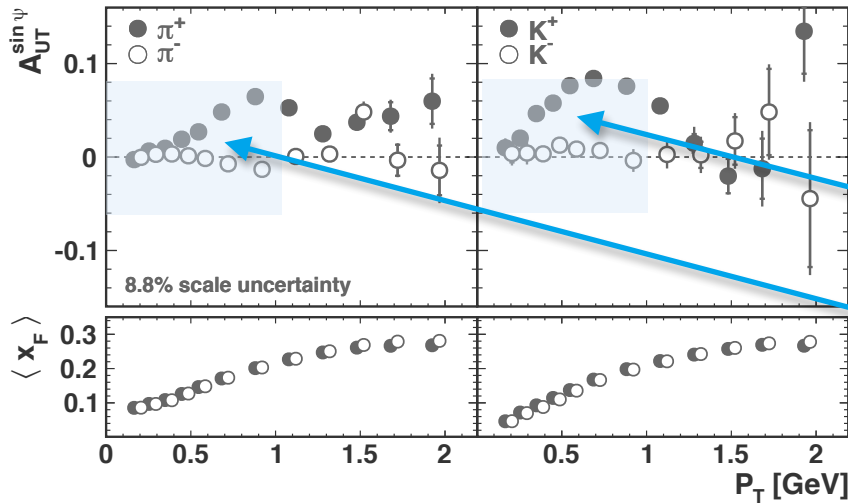 A_UT^sin ψ
0.1
0
-0.1
π+
π-
K+
K-
8.8% scale uncertainty
⟨ x_F ⟩
0.3
0.2
0.1
0 0.5 1 1.5 2 0.5 1 1.5 2
P_T [GeV]